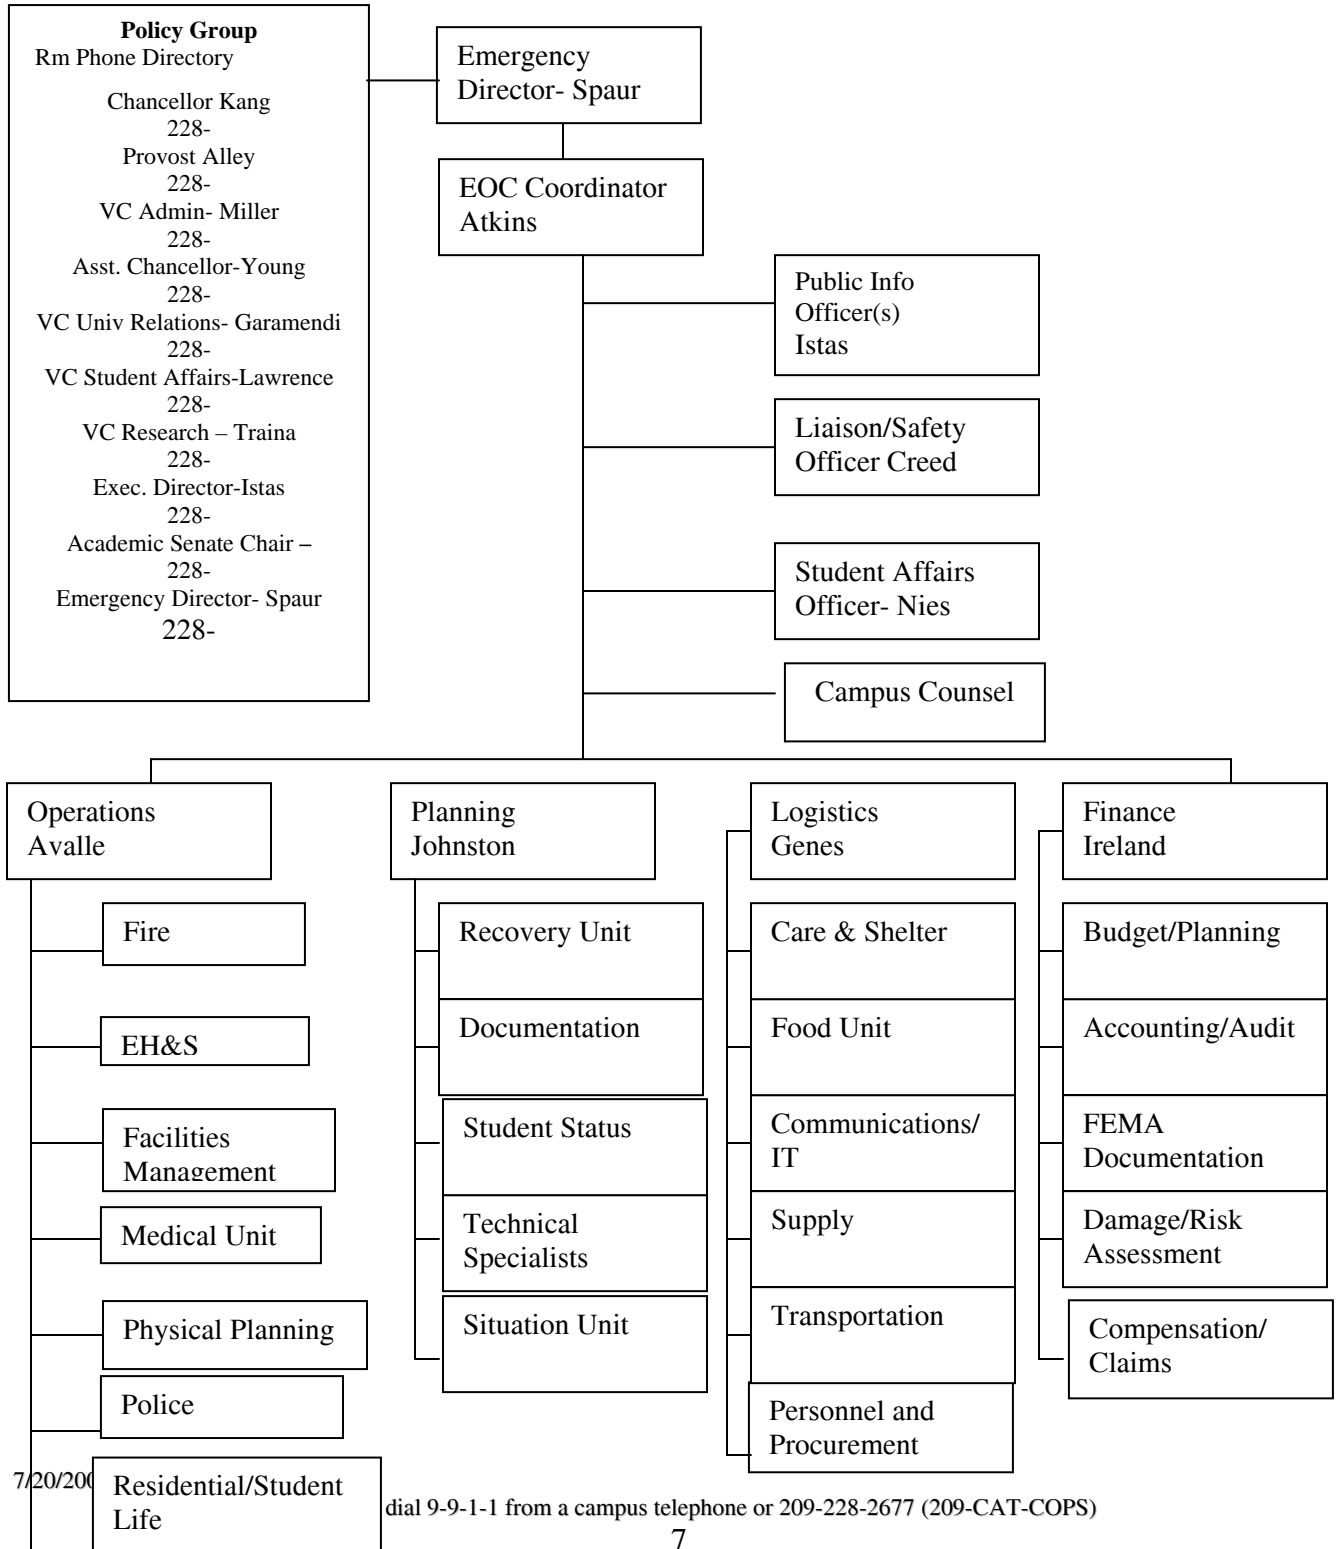 Policy Group
Rm Phone Directory
Chancellor Kang
228-
Provost Alley
228-
VC Admin- Miller
228-
Asst. Chancellor-Young
228-
VC Univ Relations- Garamendi
228-
VC Student Affairs-Lawrence
228-
VC Research – Traina
228-
Exec. Director-Istas
228-
Academic Senate Chair –
228-
Emergency Director- Spaur
228-
Emergency
Director- Spaur
EOC Coordinator
Atkins
Public Info
Officer(s)
Istas
Liaison/Safety
Officer Creed
Student Affairs
Officer- Nies
Campus Counsel
Operations
Avalle
Fire
EH&S
Facilities
Management
Medical Unit
Physical Planning
Police
Residential/Student
Life
Planning
Johnston
Recovery Unit
Documentation
Student Status
Technical
Specialists
Situation Unit
Logistics
Genes
Care & Shelter
Food Unit
Communications/
IT
Supply
Transportation
Personnel and
Procurement
Finance
Ireland
Budget/Planning
Accounting/Audit
FEMA
Documentation
Damage/Risk
Assessment
Compensation/
Claims
7/20/200
dial 9-9-1-1 from a campus telephone or 209-228-2677 (209-CAT-COPS)
7